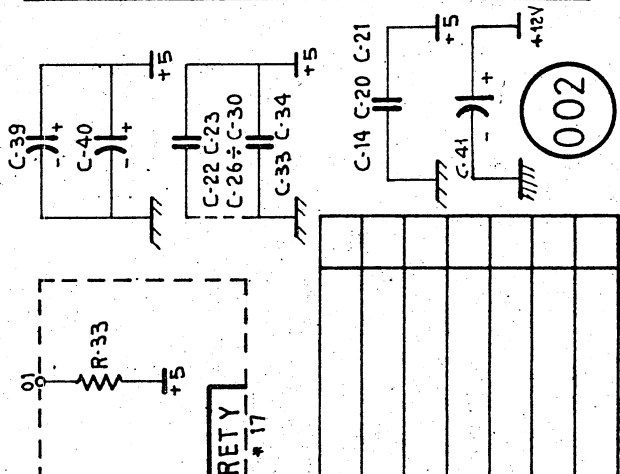 C-39
- +
C-40
- +
+5
C-22 C-23
C-26÷C-30
C-33 C-34
+5
C-14 C-20 C-21
+5
C-41
- +
+12V
002
01
R-33
+5
RETY
* 17